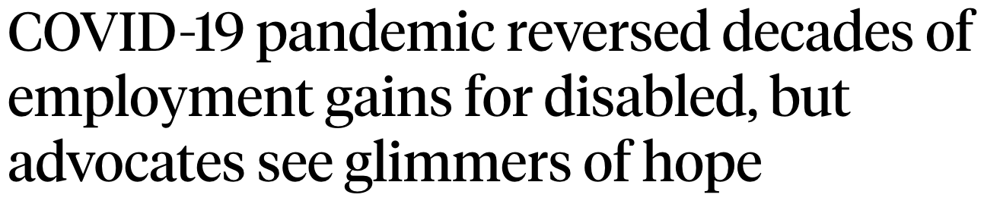 COVID-19 pandemic reversed decades of
employment gains for disabled, but
advocates see glimmers of hope